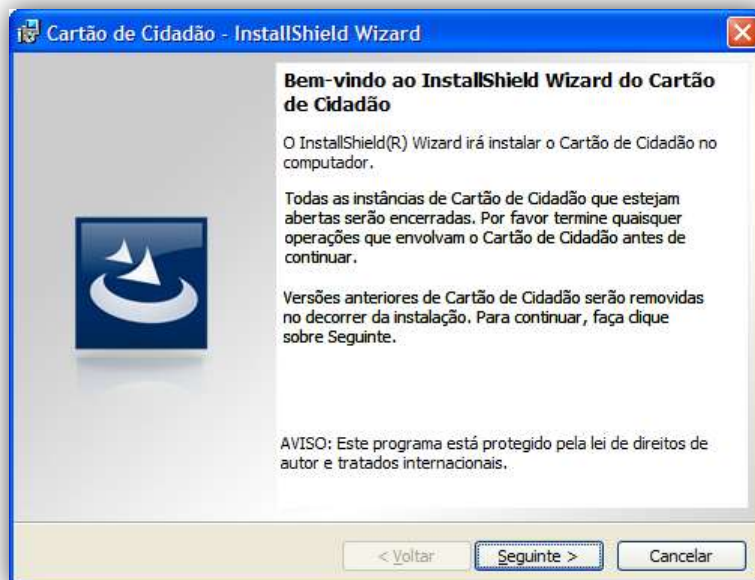 Cartão de Cidadão - InstallShield Wizard
Bem-vindo ao InstallShield Wizard do Cartão
de Cidadão
O InstallShield(R) Wizard irá instalar o Cartão de Cidadão no
computador.
Todas as instâncias de Cartão de Cidadão que estejam
abertas serão encerradas. Por favor termine quaisquer
operações que envolvam o Cartão de Cidadão antes de
continuar.
Versões anteriores de Cartão de Cidadão serão removidas
no decorrer da instalação. Para continuar, faça clique
sobre Seguinte.
AVISO: Este programa está protegido pela lei de direitos de
autor e tratados internacionais.
< Voltar Seguinte > Cancelar